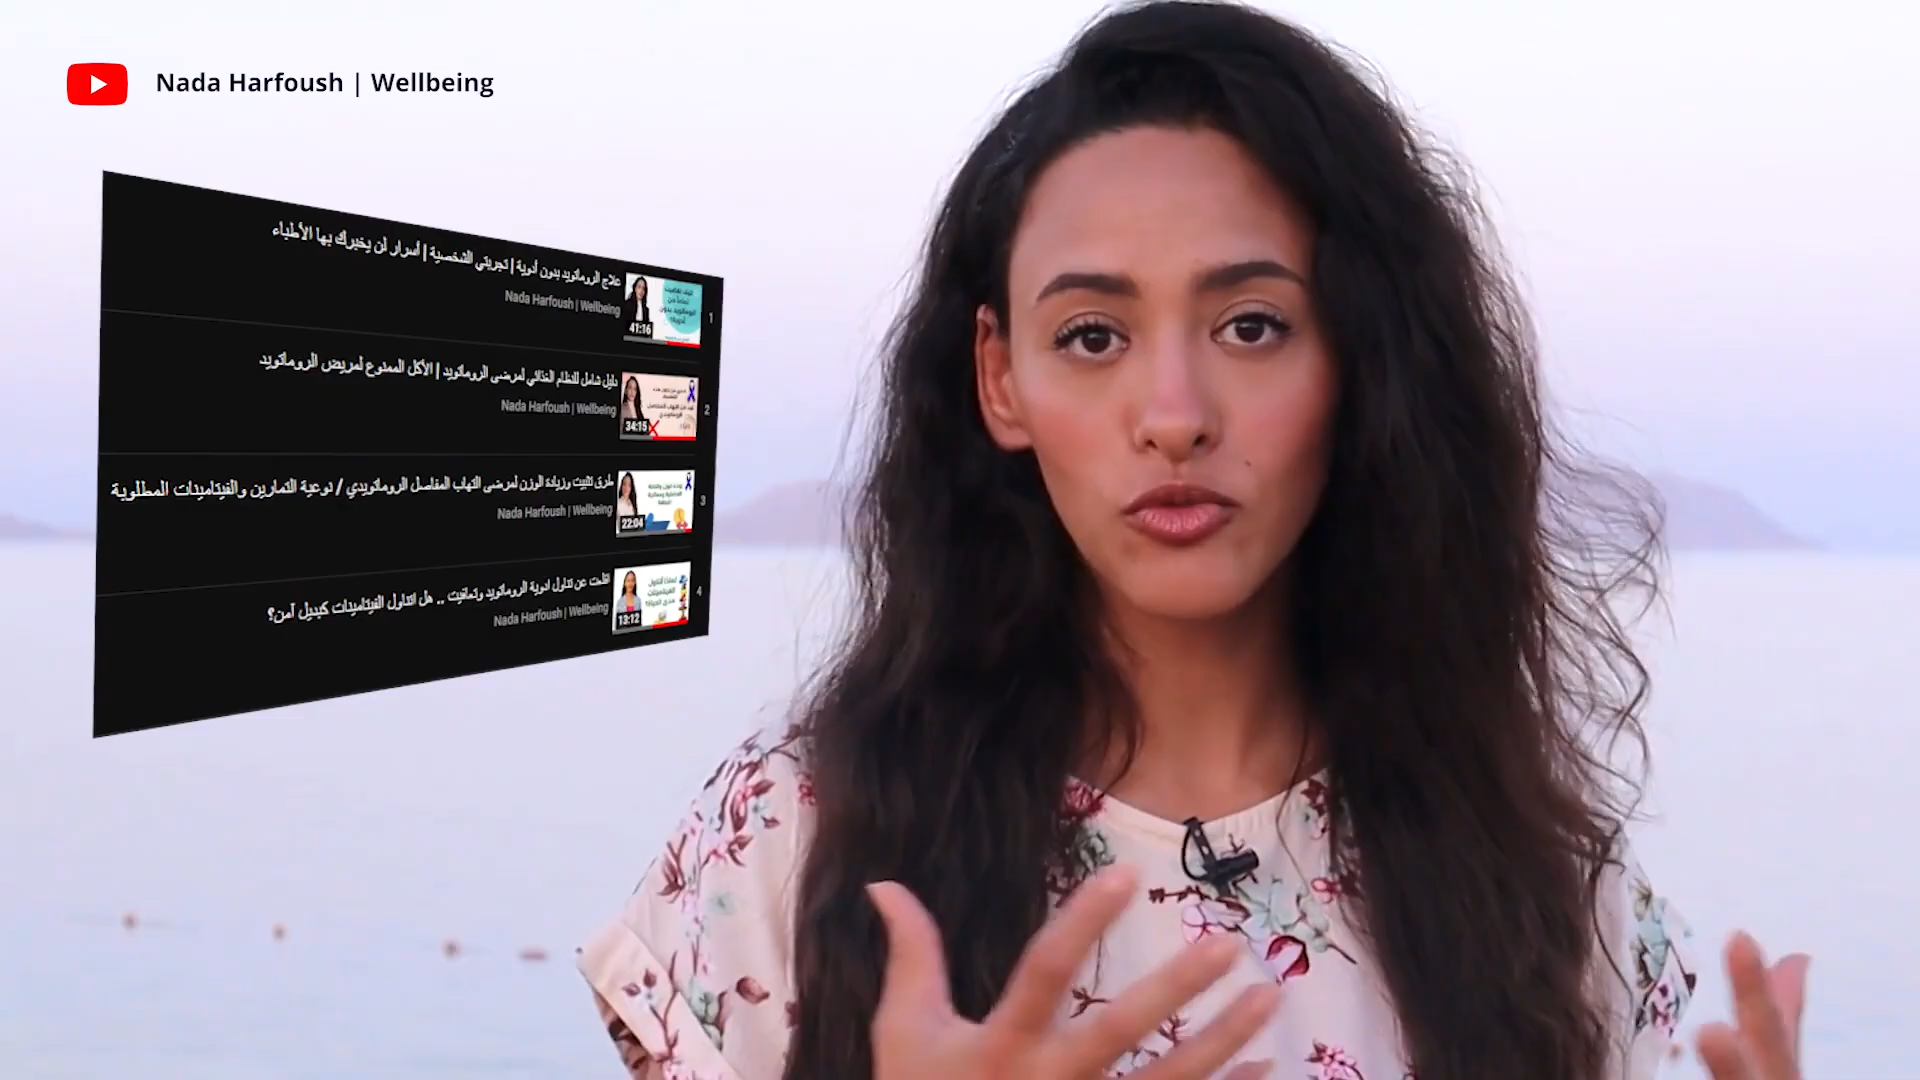 Nada Harfoush | Wellbeing
علاج الروماتويد بدون أدوية | تجربتي الشخصية | أسرار لن يخبرك بها الأطباء
Nada Harfoush | Wellbeing
41:16
1
دليل شامل للنظام الغذائي لمرضى الروماتويد | الأكل الممنوع لمريض الروماتويد
Nada Harfoush | Wellbeing
34:15
2
طرق تثبيت وزيادة الوزن لمرضى التهاب المفاصل الروماتويدي / نوعية التمارين والفيتامينات المطلوبة
Nada Harfoush | Wellbeing
22:04
3
اقلعت عن تناول ادوية الروماتويد وتعافيت .. هل اتناول الفيتامينات كبديل آمن؟
Nada Harfoush | Wellbeing
13:12
4